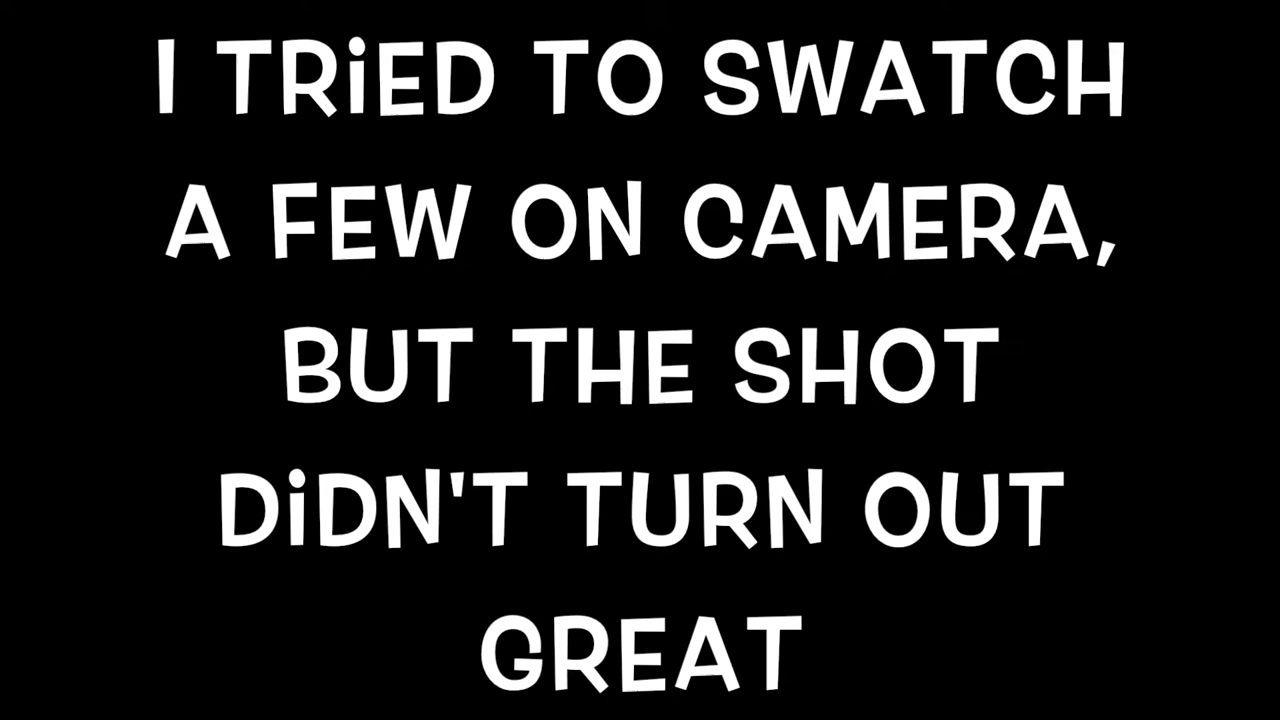 I TRiED TO SWATCH
A FEW ON CAMERA,
BUT THE SHOT
DiDN'T TURN OUT
GREAT